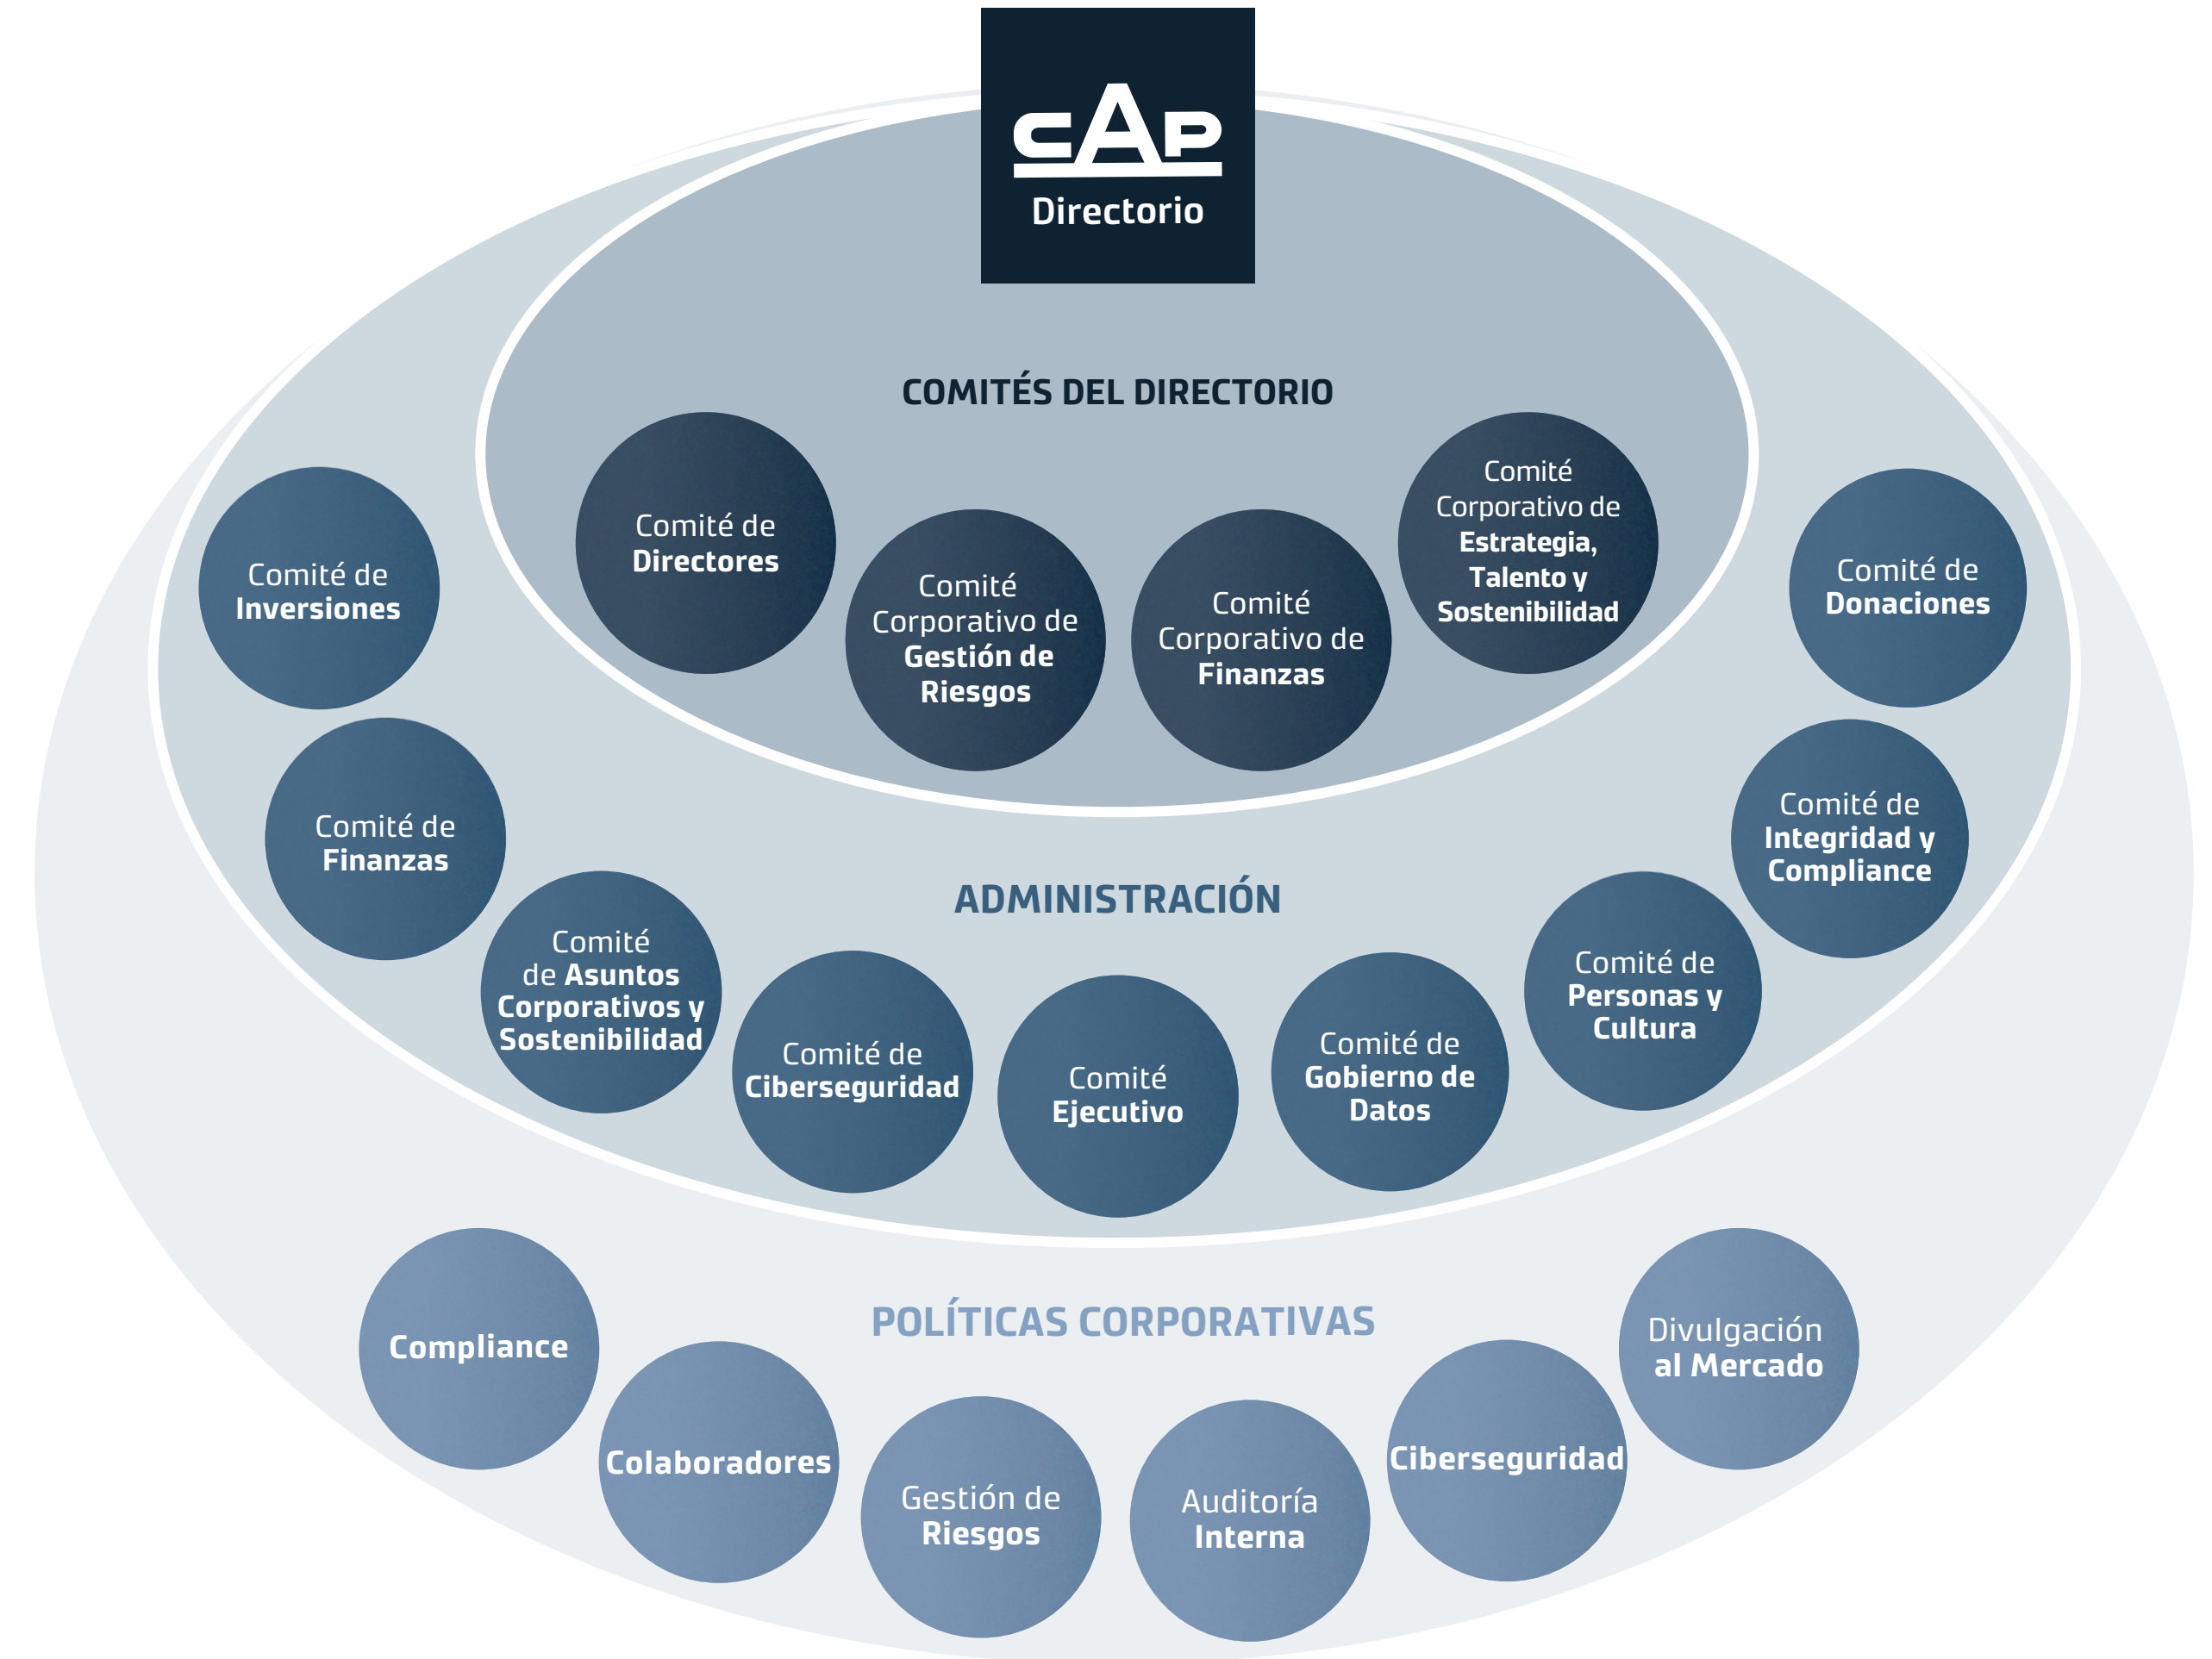 CAP
Directorio
COMITÉS DEL DIRECTORIO
Comité de
Directores
Comité
Corporativo de
Gestión de
Riesgos
Comité
Corporativo de
Finanzas
Comité
Corporativo de
Estrategia,
Talento y
Sostenibilidad
ADMINISTRACIÓN
Comité de
Inversiones
Comité de
Finanzas
Comité
de Asuntos
Corporativos y
Sostenibilidad
Comité de
Ciberseguridad
Comité
Ejecutivo
Comité de
Gobierno de
Datos
Comité de
Personas y
Cultura
Comité de
Integridad y
Compliance
Comité de
Donaciones
POLÍTICAS CORPORATIVAS
Compliance
Colaboradores
Gestión de
Riesgos
Auditoría
Interna
Ciberseguridad
Divulgación
al Mercado